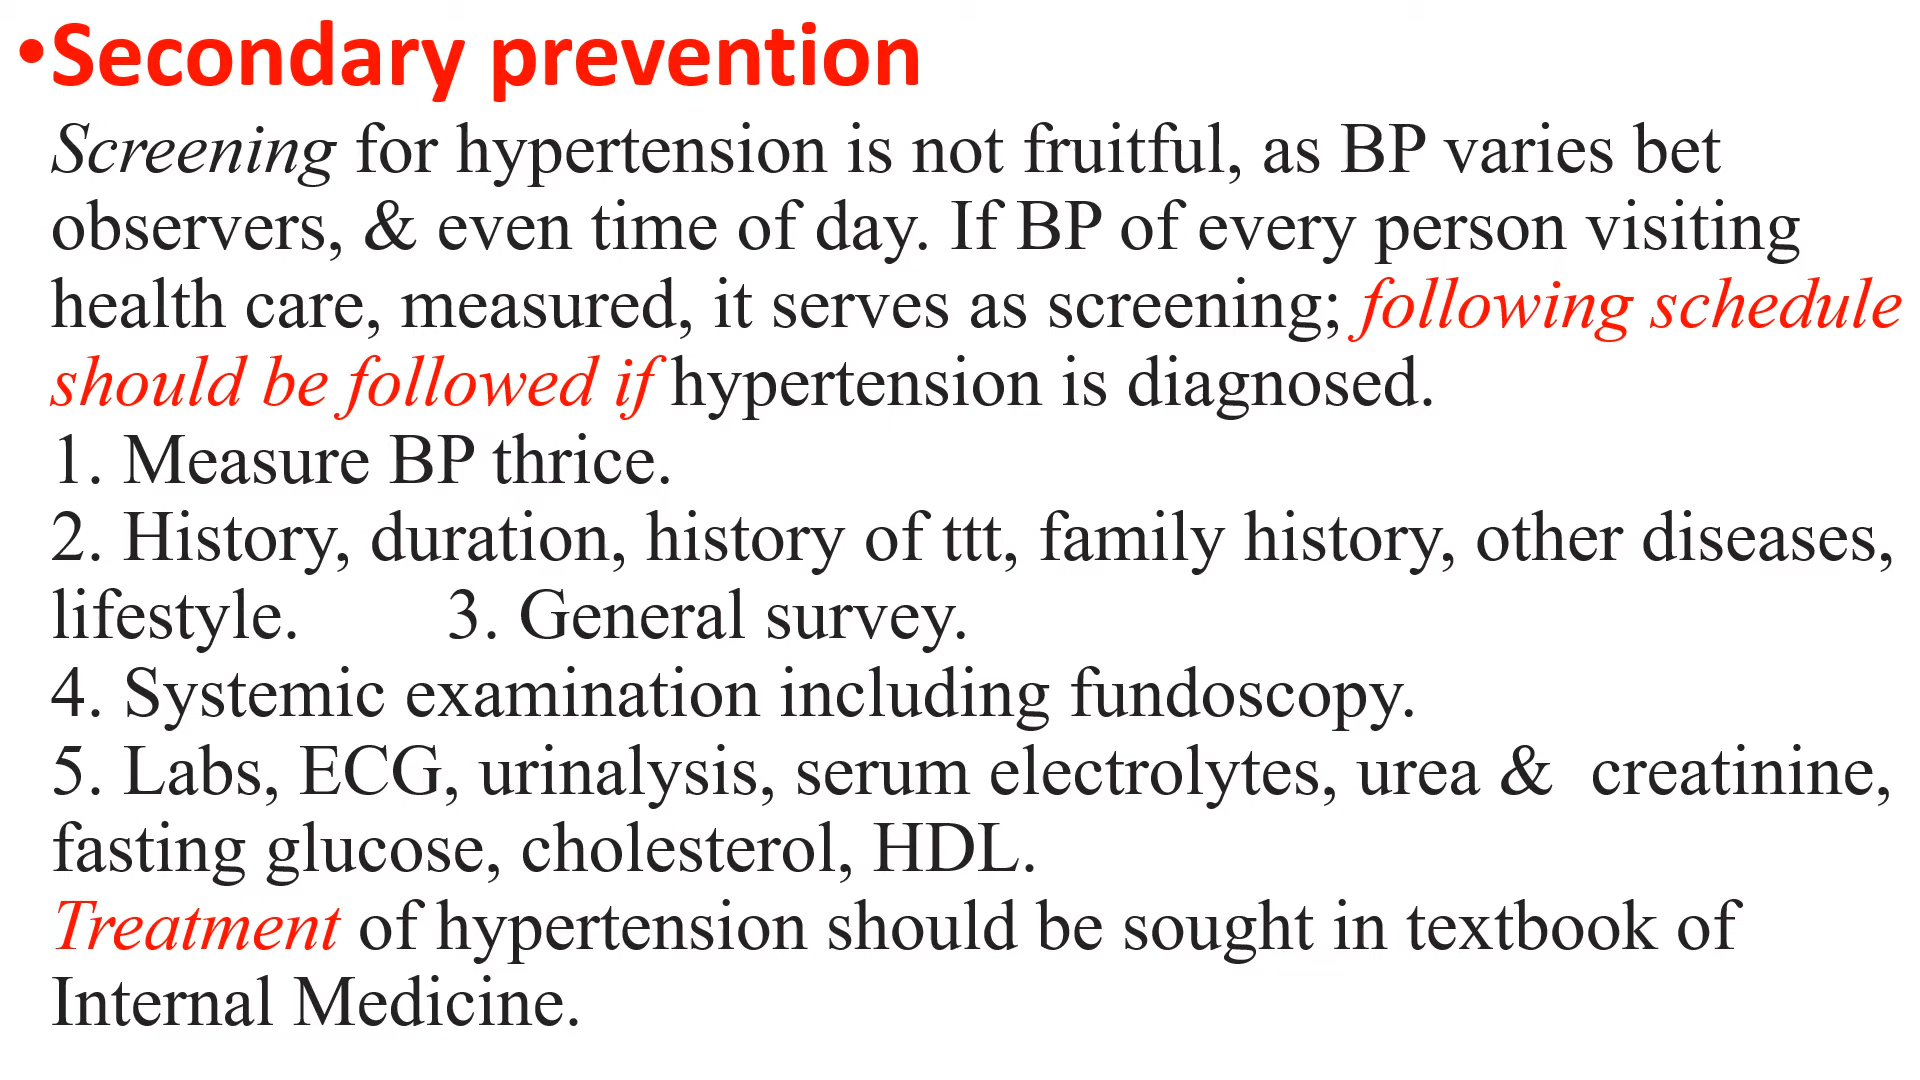 •Secondary prevention
Screening for hypertension is not fruitful, as BP varies bet
observers, & even time of day. If BP of every person visiting
health care, measured, it serves as screening; following schedule
should be followed if hypertension is diagnosed.
1. Measure BP thrice.
2. History, duration, history of ttt, family history, other diseases,
lifestyle. 3. General survey.
4. Systemic examination including fundoscopy.
5. Labs, ECG, urinalysis, serum electrolytes, urea & creatinine,
fasting glucose, cholesterol, HDL.
Treatment of hypertension should be sought in textbook of
Internal Medicine.